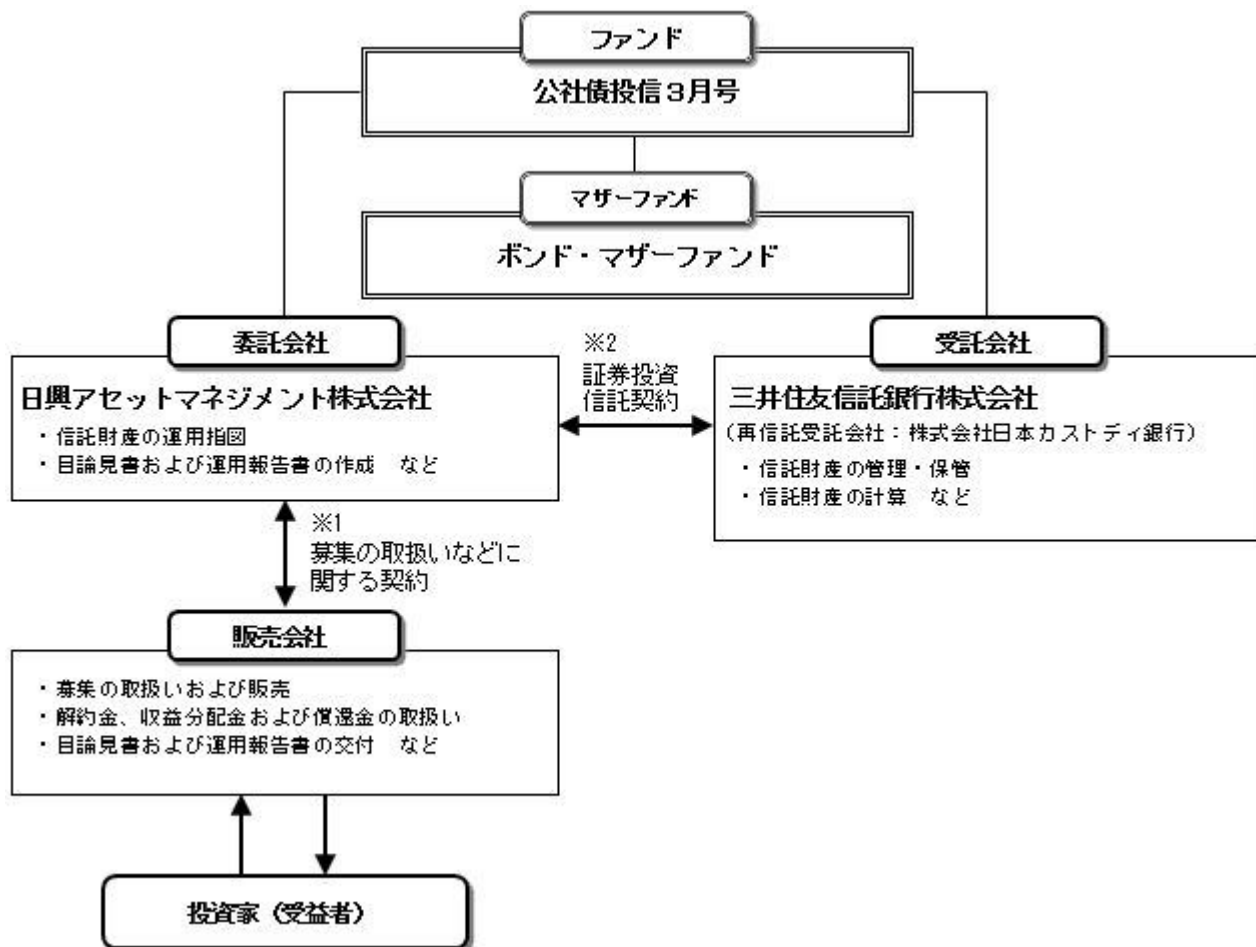 ファンド
公社債投信3月号
マザーファンド
ボンド・マザーファンド
委託会社
日興アセットマネジメント株式会社
・信託財産の運用指図
・目論見書および運用報告書の作成 など
※2
証券投資
信託契約
受託会社
三井住友信託銀行株式会社
(再信託受託会社:株式会社日本カストディ銀行)
・信託財産の管理・保管
・信託財産の計算 など
※1
募集の取扱いなどに
関する契約
販売会社
・募集の取扱いおよび販売
・解約金、収益分配金および償還金の取扱い
・目論見書および運用報告書の交付 など
投資家(受益者)